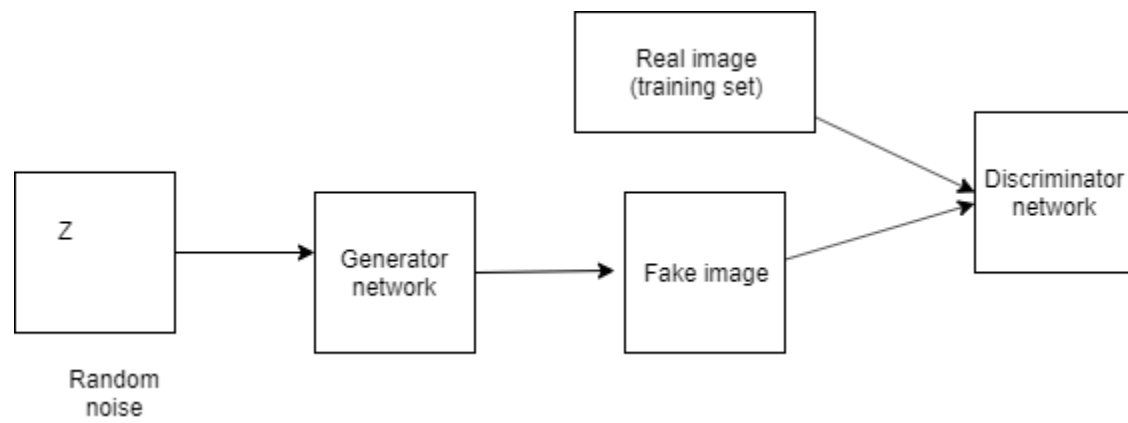 Real image
(training set)
Discriminator
network
Z
Generator
network
Fake image
Random
noise